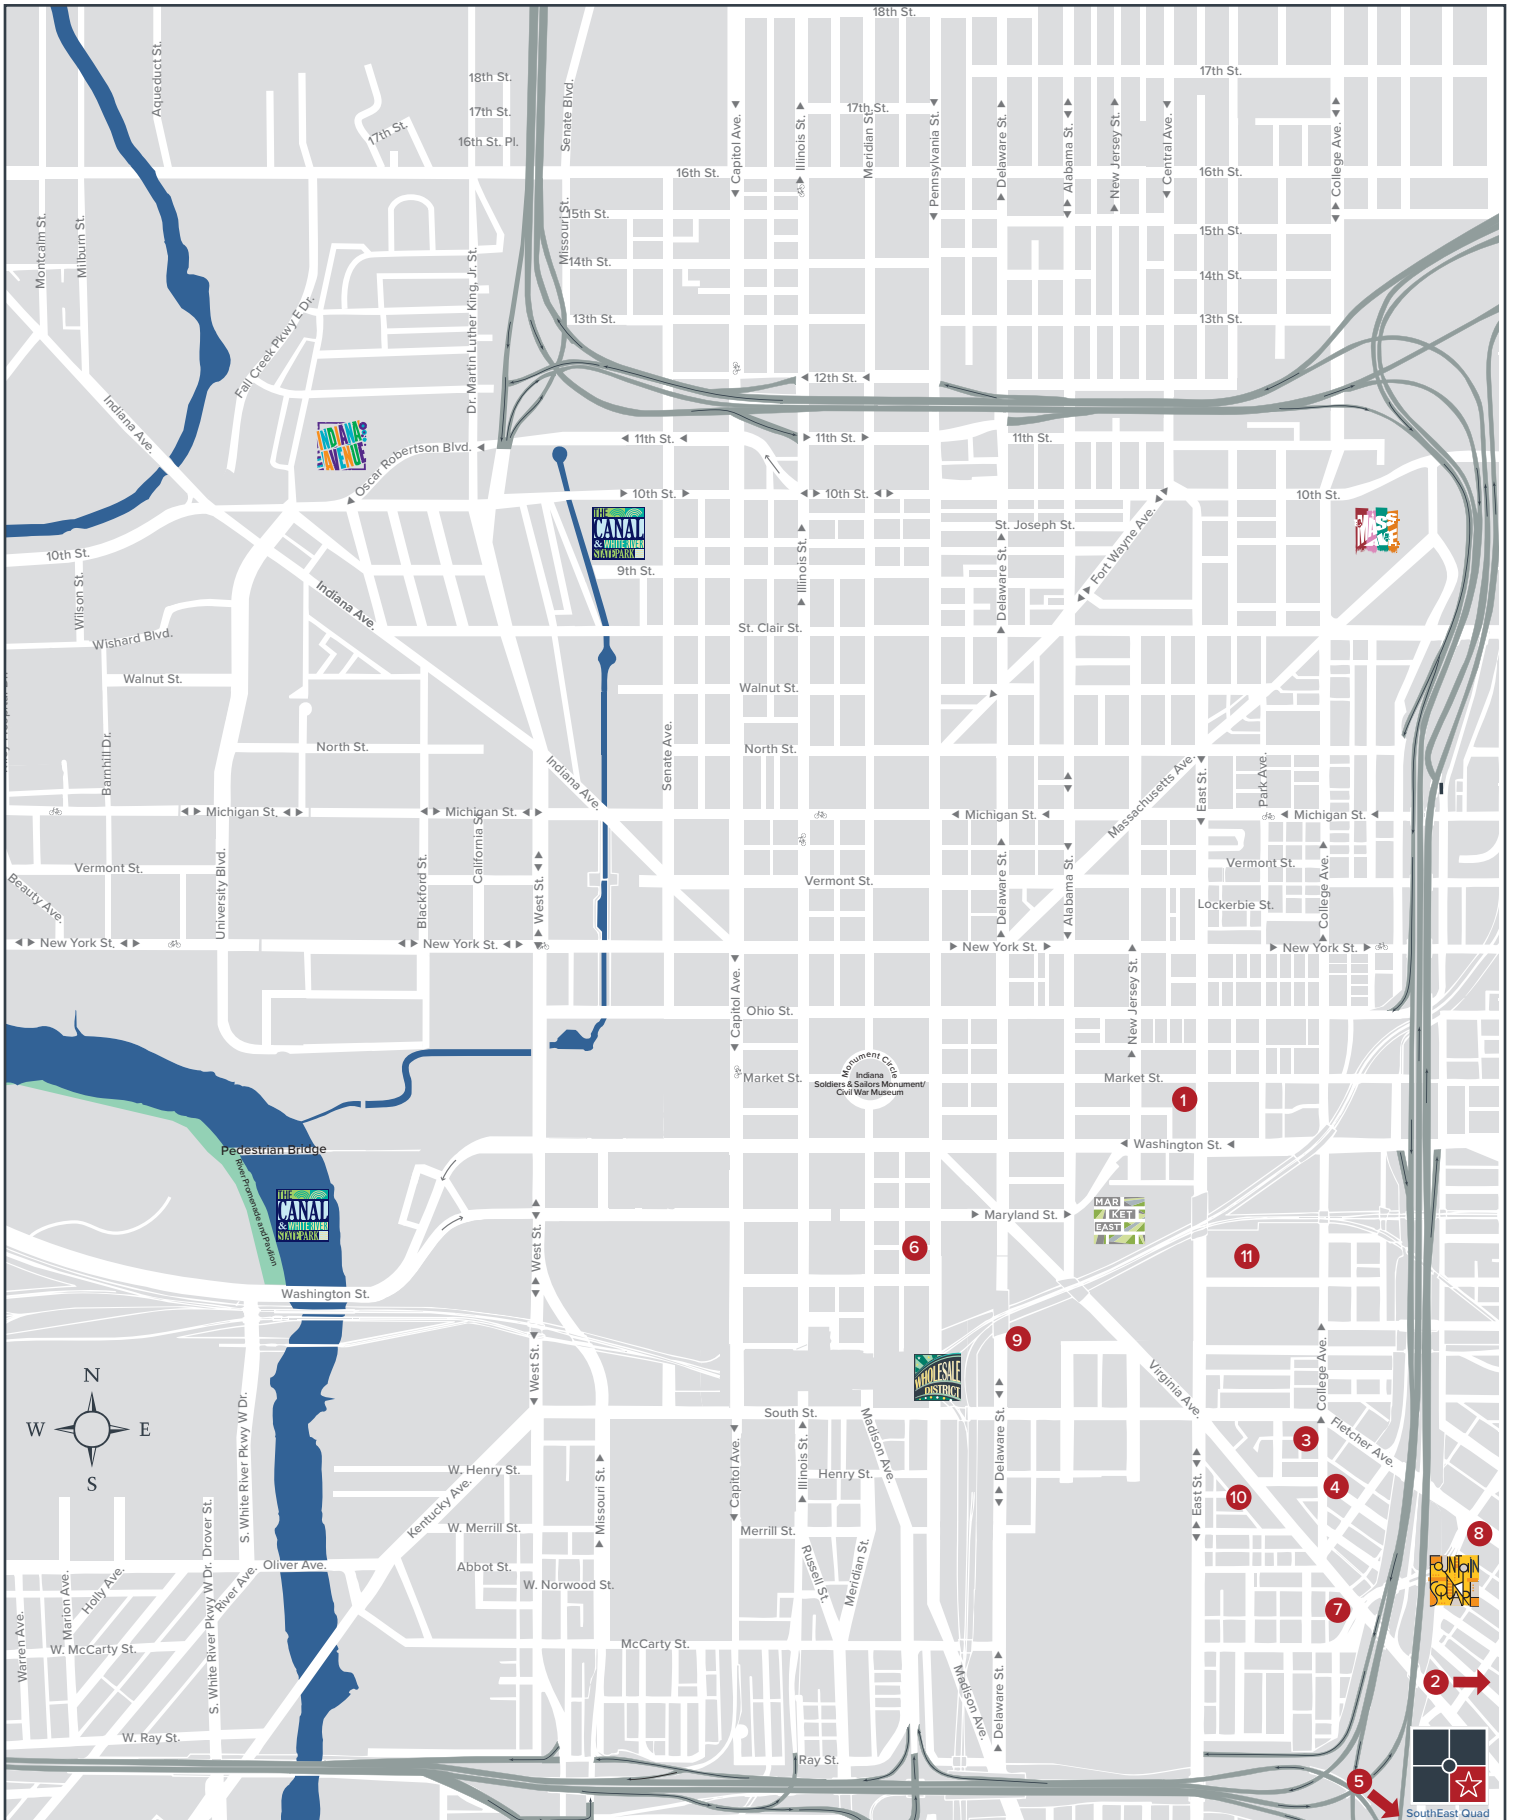 18th St.
Aqueduct St.
18th St.
17th St.
17th St.
16th St. Pl.
17th St.
Senate Blvd.
17th St.
Capitol Ave.
Illinois St.
Meridian St.
Pennsylvania St.
Delaware St.
Alabama St.
New Jersey St.
Central Ave.
College Ave.
16th St.
16th St.
Montcalm St.
Milburn St.
Missouri St.
15th St.
15th St.
14th St.
14th St.
13th St.
13th St.
Fall Creek Pkwy E Dr.
Dr. Martin Luther King, Jr. St.
12th St.
Indiana Ave.
INDIANA
AVENUE
Oscar Robertson Blvd.
11th St.
11th St.
11th St.
10th St.
10th St.
10th St.
THE
CANAL
& WHITE RIVER
STATE PARK
St. Joseph St.
Fort Wayne Ave.
MASS
10th St.
Illinois St.
Delaware St.
9th St.
Wilson St.
Indiana Ave.
Wishard Blvd.
St. Clair St.
Walnut St.
Walnut St.
Barnhill Dr.
North St.
Senate Ave.
North St.
Indiana Ave.
Massachusetts Ave.
East St.
Park Ave.
Michigan St.
Michigan St.
Michigan St.
Michigan St.
California St.
Vermont St.
Vermont St.
Vermont St.
Beauty Ave.
University Blvd.
Blackford St.
West St.
Delaware St.
Alabama St.
College Ave.
Lockerbie St.
New York St.
New York St.
New York St.
New York St.
Capitol Ave.
New Jersey St.
Ohio St.
Market St.
Monument Circle
Indiana
Soldiers & Sailors Monument/
Civil War Museum
Market St.
1
Washington St.
Pedestrian Bridge
River Promenade and Pavilion
THE
CANAL
& WHITE RIVER
STATE PARK
West St.
Maryland St.
MAR
KET
EAST
6
11
Washington St.
9
West St.
WHOLESALE
DISTRICT
Virginia Ave.
College Ave.
N
W
E
S
S. White River Pkwy W Dr.
South St.
Madison Ave.
Delaware St.
Fletcher Ave.
3
W. Henry St.
Capitol Ave.
Illinois St.
Henry St.
East St.
10
4
Kentucky Ave.
Missouri St.
W. Merrill St.
Merrill St.
8
Drover St.
Oliver Ave.
Abbot St.
W. Norwood St.
Russell St.
Meridian St.
FOUNTAIN
SQUARE
Marion Ave.
Holly Ave.
River Ave.
7
Warren Ave.
W. McCarty St.
S. White River Pkwy W Dr.
McCarty St.
Madison Ave.
Delaware St.
2
W. Ray St.
Ray St.
5
SouthEast Quad